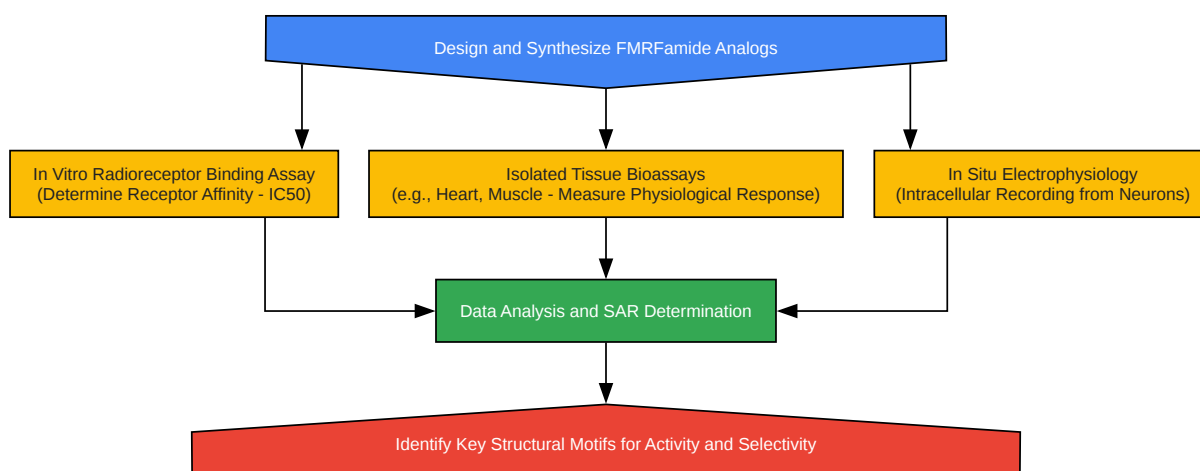 Design and Synthesize FMRFamide Analogs
In Vitro Radioreceptor Binding Assay
(Determine Receptor Affinity - IC50)
Isolated Tissue Bioassays
(e.g., Heart, Muscle - Measure Physiological Response)
In Situ Electrophysiology
(Intracellular Recording from Neurons)
Data Analysis and SAR Determination
Identify Key Structural Motifs for Activity and Selectivity